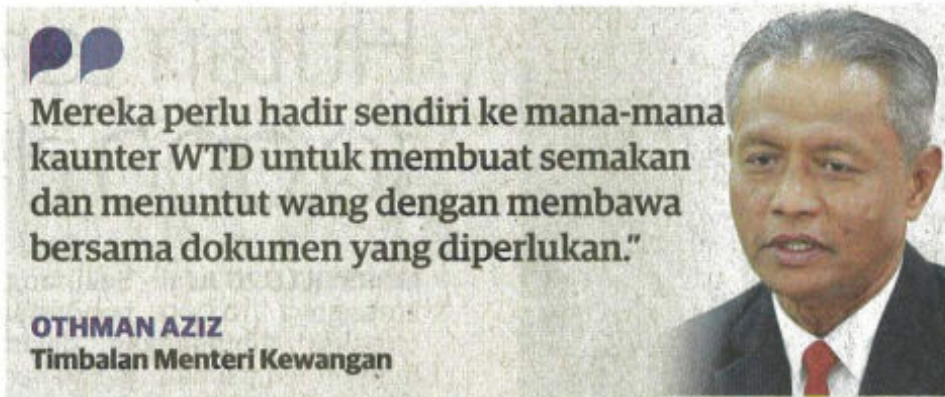 Mereka perlu hadir sendiri ke mana-mana
kaunter WTD untuk membuat semakan
dan menuntut wang dengan membawa
bersama dokumen yang diperlukan.”
OTHMAN AZIZ
Timbalan Menteri Kewangan